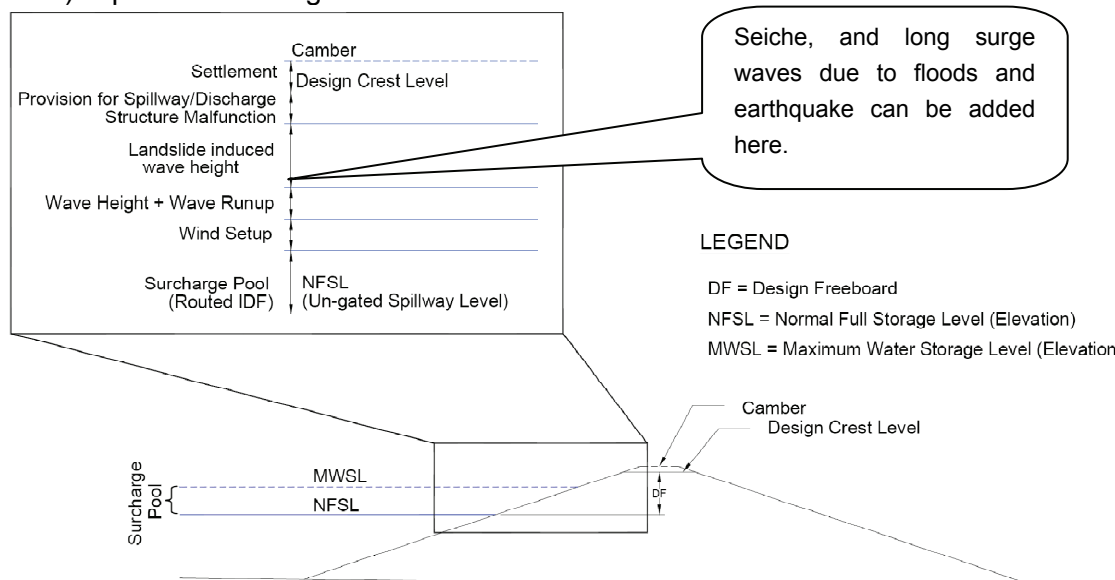 Camber
Settlement
Design Crest Level
Provision for Spillway/Discharge
Structure Malfunction
Landslide induced
wave height
Wave Height + Wave Runup
Wind Setup
Surcharge Pool
(Routed IDF)
NFSL
(Un-gated Spillway Level)
Seiche, and long surge
waves due to floods and
earthquake can be added
here.
LEGEND
DF = Design Freeboard
NFSL = Normal Full Storage Level (Elevation)
MWSL = Maximum Water Storage Level (Elevation
Camber
Design Crest Level
Surcharge
Pool
MWSL
NFSL
DF